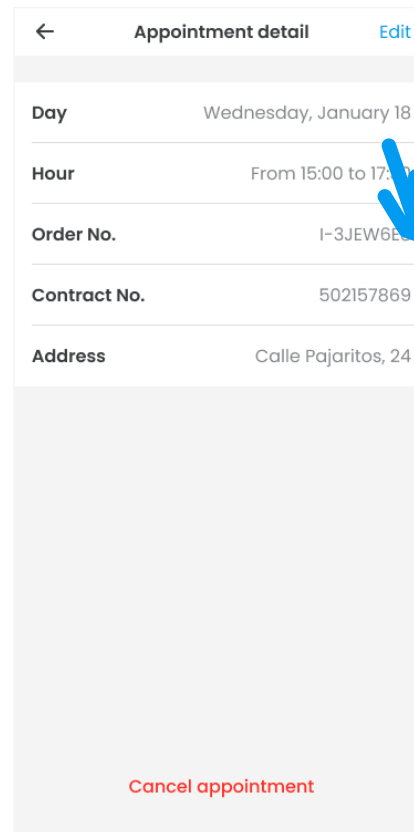 Appointment detail Edit
Day Wednesday, January 18
Hour From 15:00 to
Order No.
Contract No. 502157869
Address Calle Pajaritos, 24
Cancel appointment